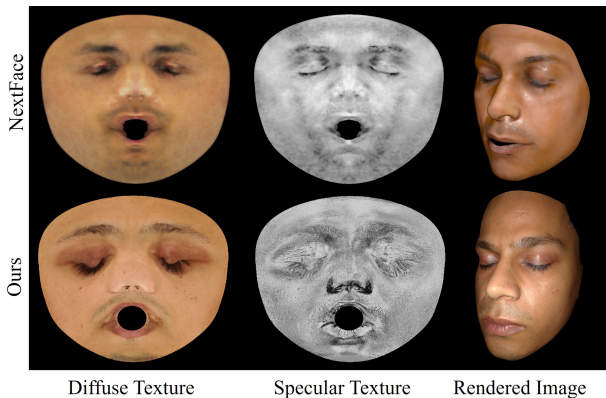 NextFace
Ours
Diffuse Texture
Specular Texture
Rendered Image